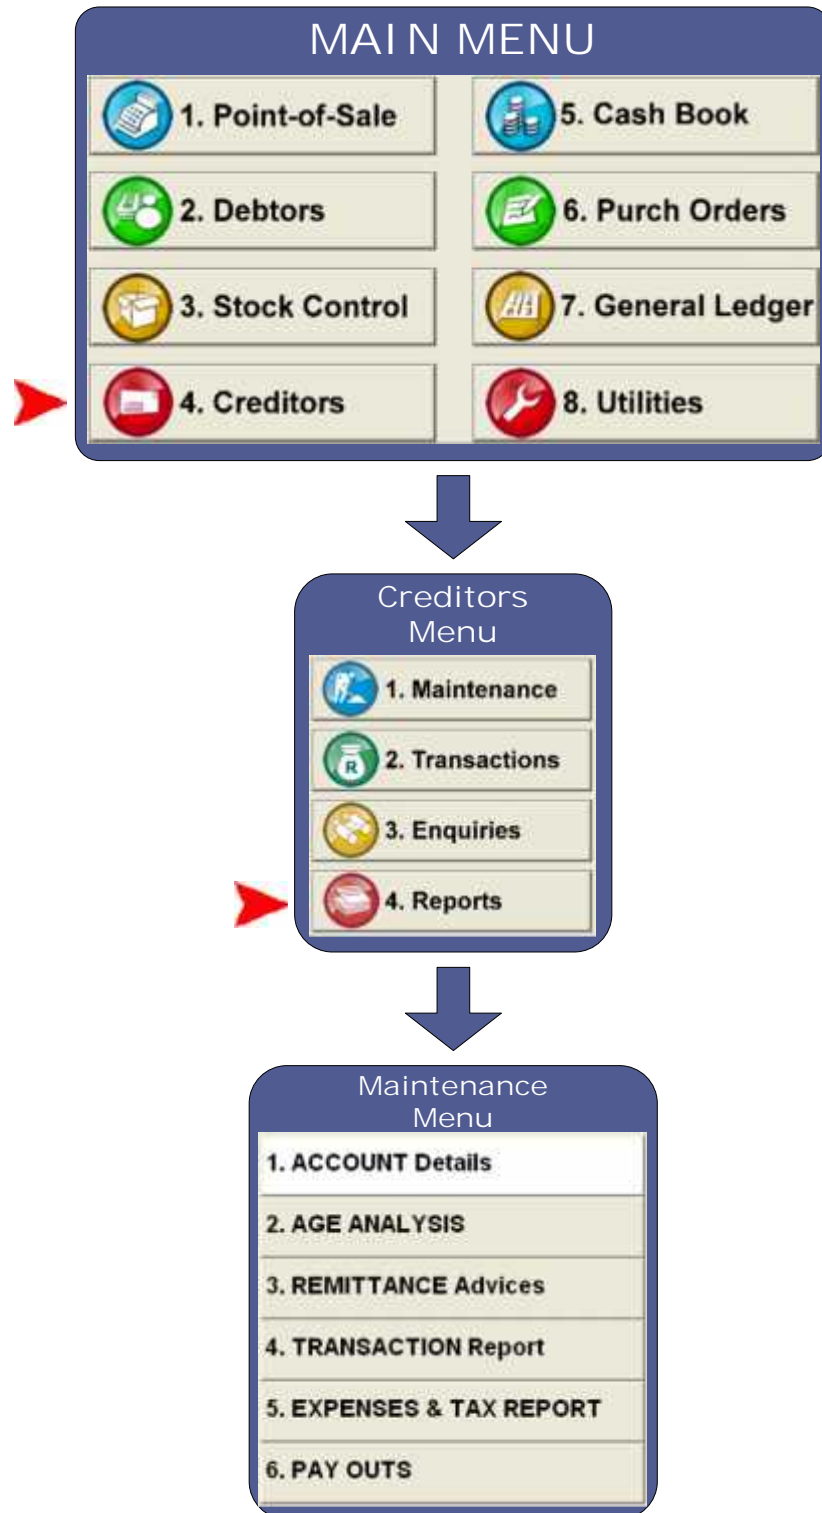 MAIN MENU
1. Point-of-Sale
5. Cash Book
2. Debtors
6. Purch Orders
3. Stock Control
7. General Ledger
4. Creditors
8. Utilities
Creditors
Menu
1. Maintenance
R
2. Transactions
3. Enquiries
4. Reports
Maintenance
Menu
1. ACCOUNT Details
2. AGE ANALYSIS
3. REMITTANCE Advices
4. TRANSACTION Report
5. EXPENSES & TAX REPORT
6. PAY OUTS